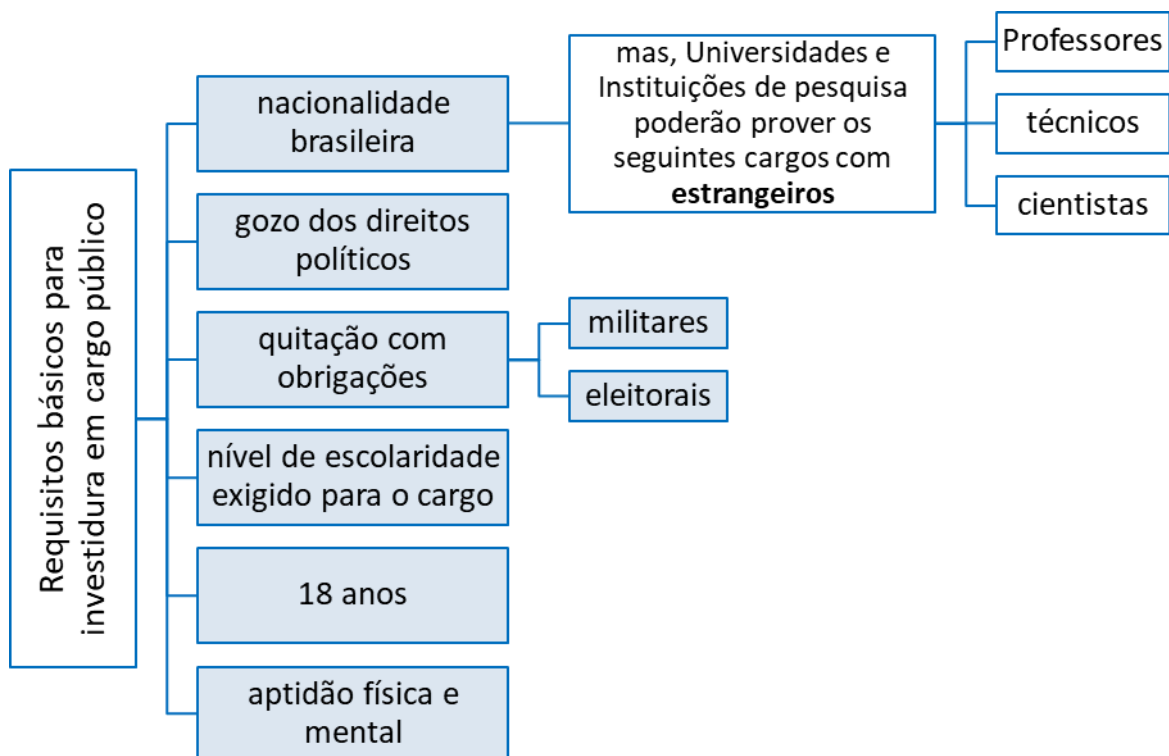 Requisitos básicos para
investidura em cargo público
nacionalidade
brasileira
mas, Universidades e
Instituições de pesquisa
poderão prover os
seguintes cargos com
estrangeiros
Professores
técnicos
cientistas
gozo dos direitos
políticos
quitação com
obrigações
militares
eleitorais
nível de escolaridade
exigido para o cargo
18 anos
aptidão física e
mental